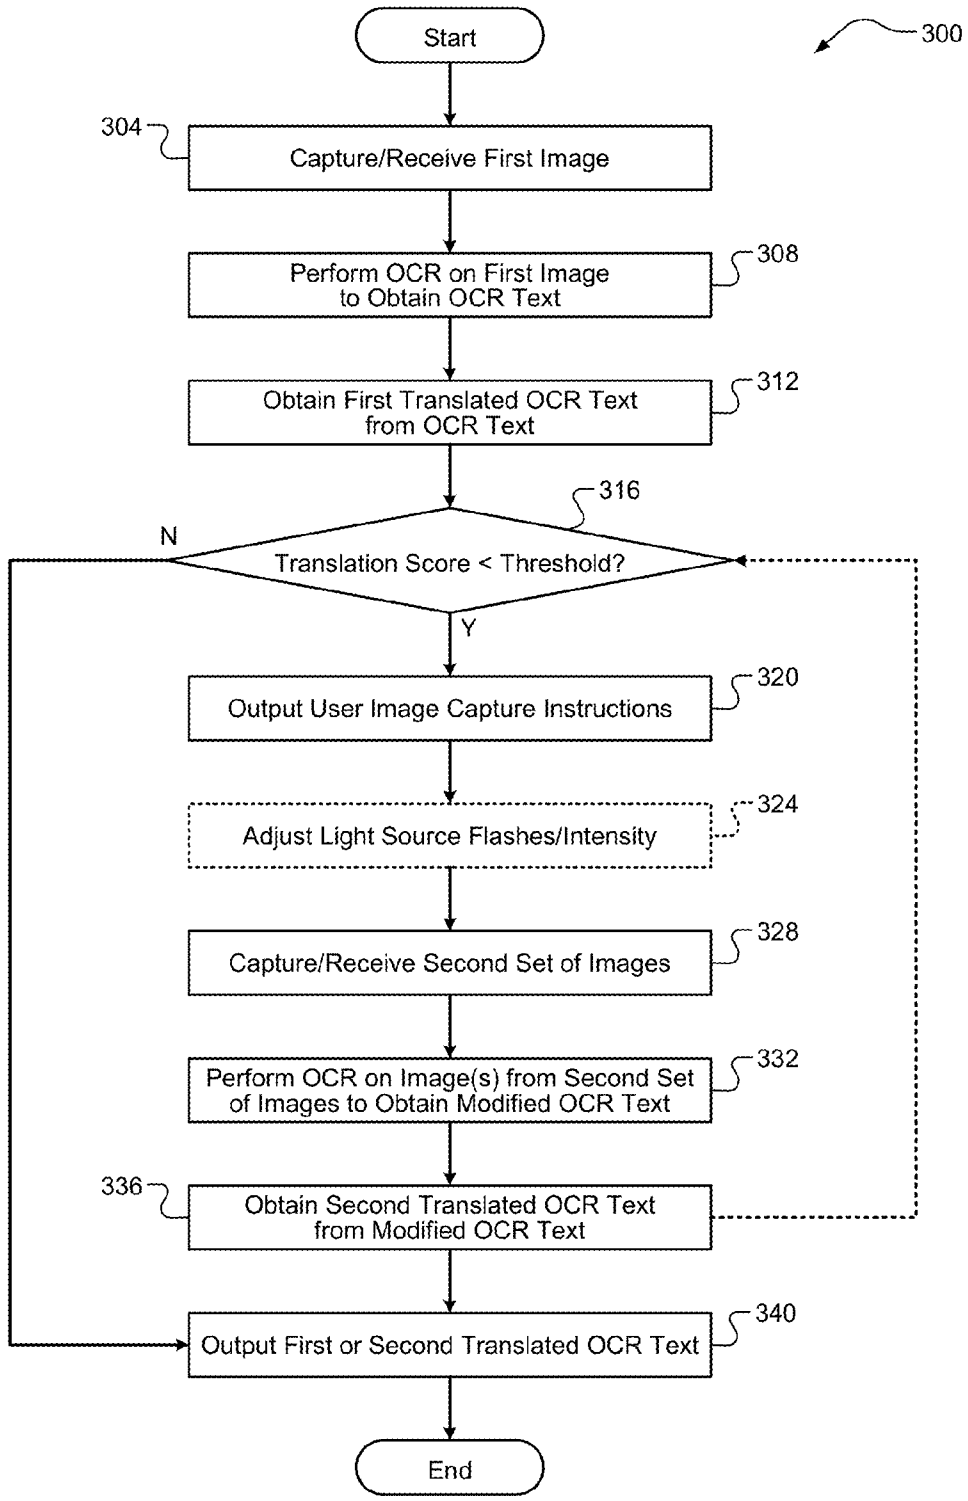 Start
300
304
Capture/Receive First Image
308
Perform OCR on First Image
to Obtain OCR Text
312
Obtain First Translated OCR Text
from OCR Text
316
N
Translation Score < Threshold?
Y
320
Output User Image Capture Instructions
324
Adjust Light Source Flashes/Intensity
328
Capture/Receive Second Set of Images
332
Perform OCR on Image(s) from Second Set
of Images to Obtain Modified OCR Text
336
Obtain Second Translated OCR Text
from Modified OCR Text
340
Output First or Second Translated OCR Text
End